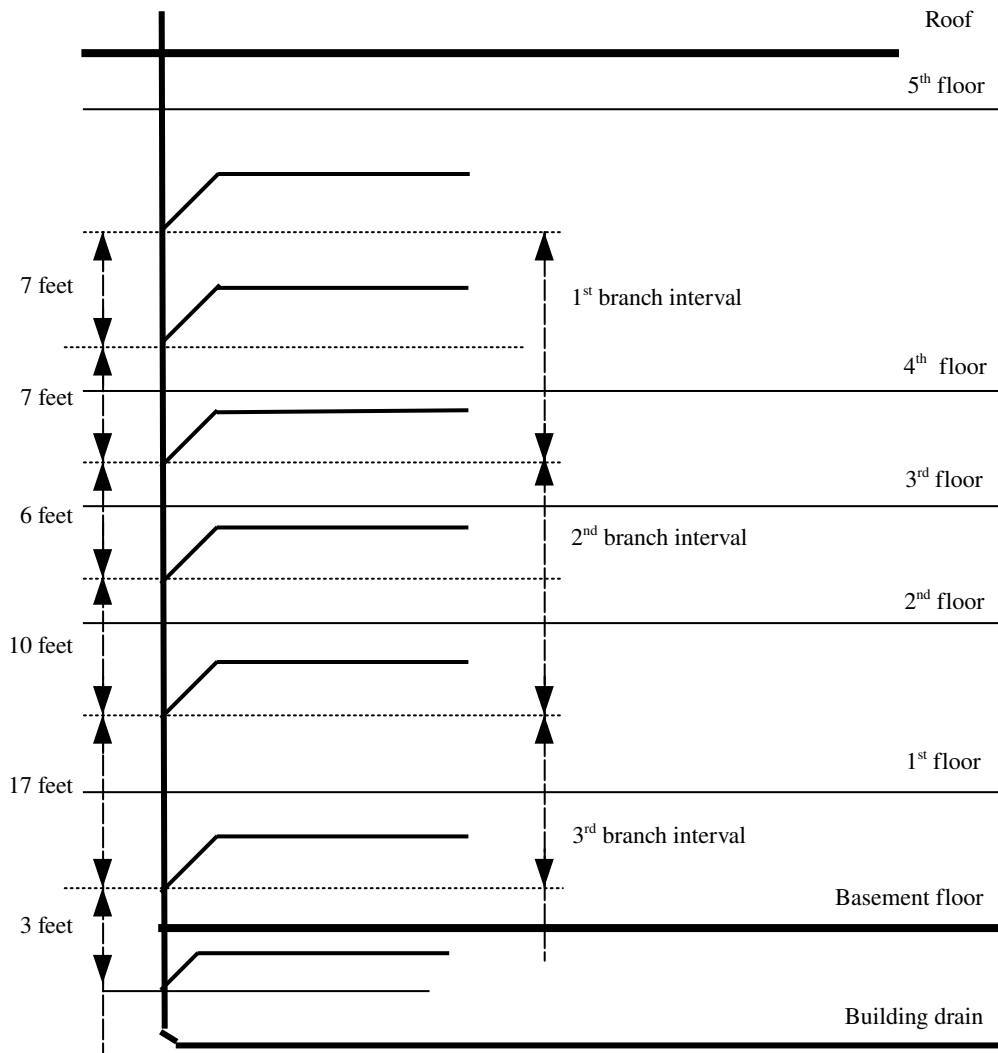 Roof
5th floor
7 feet
1st branch interval
4th floor
7 feet
3rd floor
6 feet
2nd branch interval
2nd floor
10 feet
1st floor
17 feet
3rd branch interval
Basement floor
3 feet
Building drain